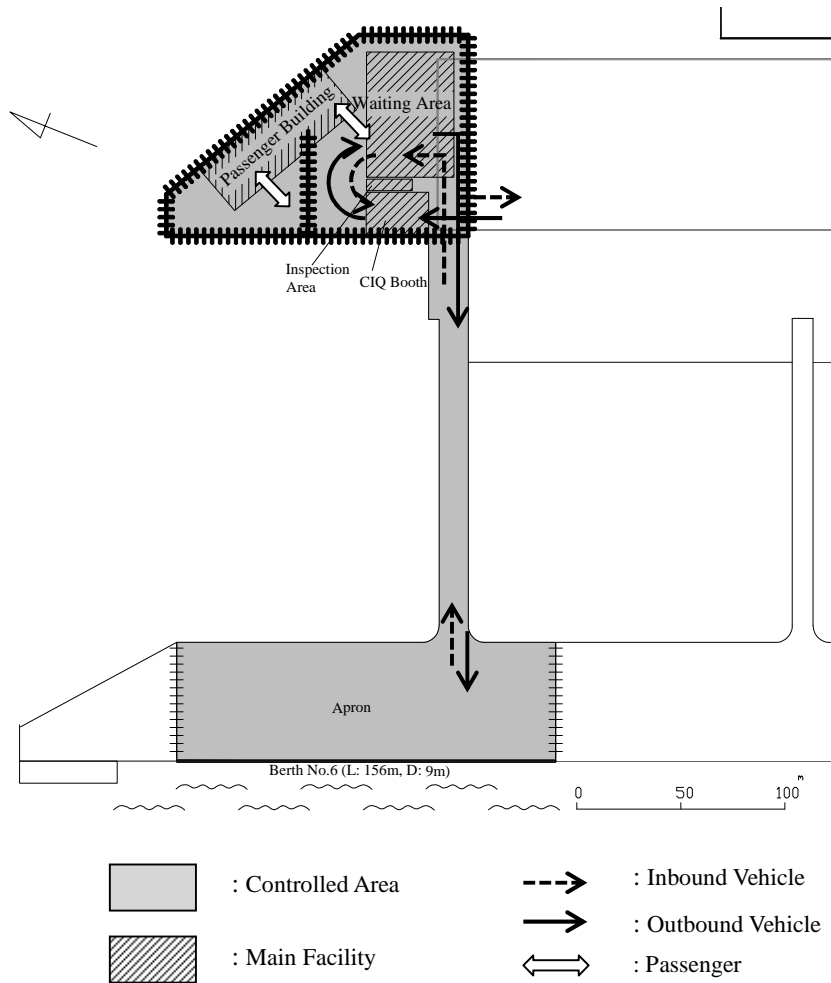 Waiting Area
Passenger Building
Inspection
Area
CIQ Booth
Apron
Berth No.6 (L: 156m, D: 9m)
m
0 50 100
: Controlled Area
: Inbound Vehicle
: Outbound Vehicle
: Main Facility
: Passenger